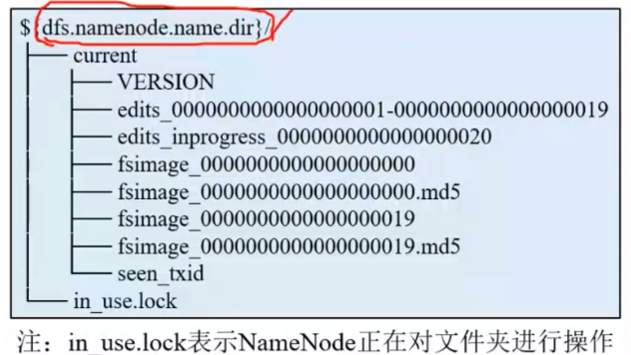 ${dfs.namenode.name.dir}/
current
VERSION
edits_0000000000000000001-0000000000000000019
edits_inprogress_0000000000000000020
fsimage_0000000000000000000
fsimage_0000000000000000000.md5
fsimage_0000000000000000019
fsimage_0000000000000000019.md5
seen_txid
in_use.lock
注：in_use.lock表示NameNode正在对文件夹进行操作